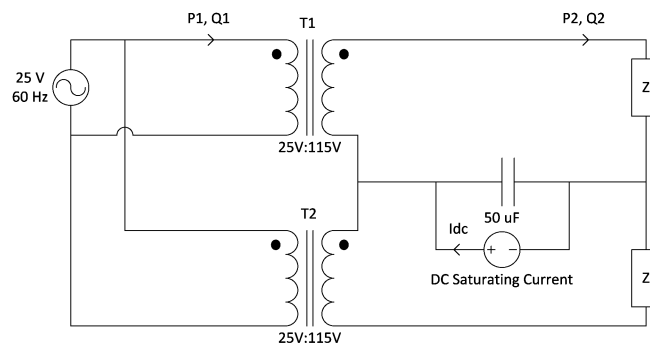 P1, Q1
T1
P2, Q2
25 V
60 Hz
Z
25V:115V
T2
50 uF
Idc
+ −
DC Saturating Current
Z
25V:115V